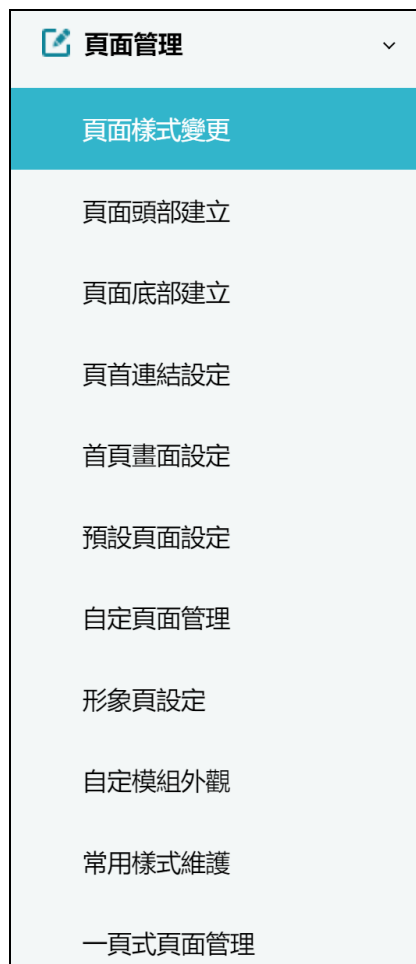 頁面管理
頁面樣式變更
頁面頭部建立
頁面底部建立
頁首連結設定
首頁畫面設定
預設頁面設定
自定頁面管理
形象頁設定
自定模組外觀
常用樣式維護
一頁式頁面管理